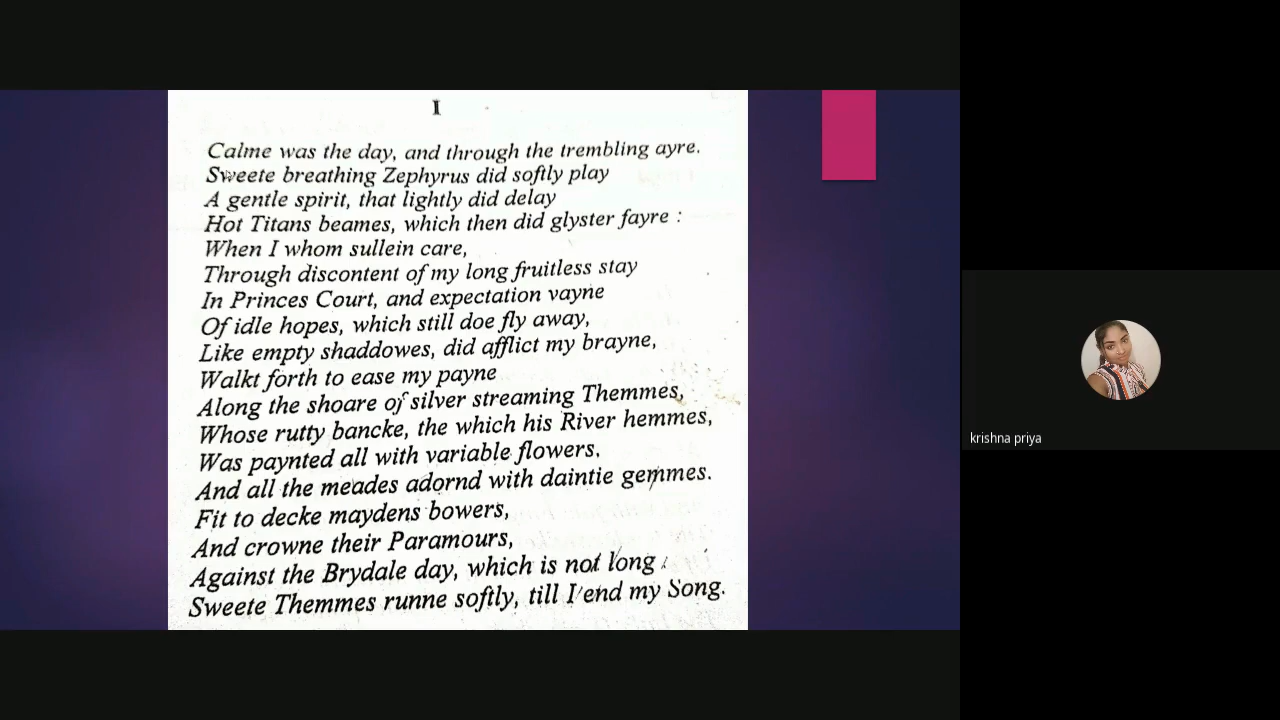 I
Calme was the day, and through the trembling ayre.
Sweete breathing Zephyrus did softly play
A gentle spirit, that lightly did delay
Hot Titans beames, which then did glyster fayre :
When I whom sullein care,
Through discontent of my long fruitless stay
In Princes Court, and expectation vayne
Of idle hopes, which still doe fly away,
Like empty shaddowes, did afflict my brayne,
Walkt forth to ease my payne
Along the shoare of silver streaming Themmes,
Whose rutty bancke, the which his River hemmes,
Was paynted all with variable flowers.
And all the meades adornd with daintie gemmes.
Fit to decke maydens bowers,
And crowne their Paramours,
Against the Brydale day, which is not long :
Sweete Themmes runne softly, till I end my Song.
krishna priya